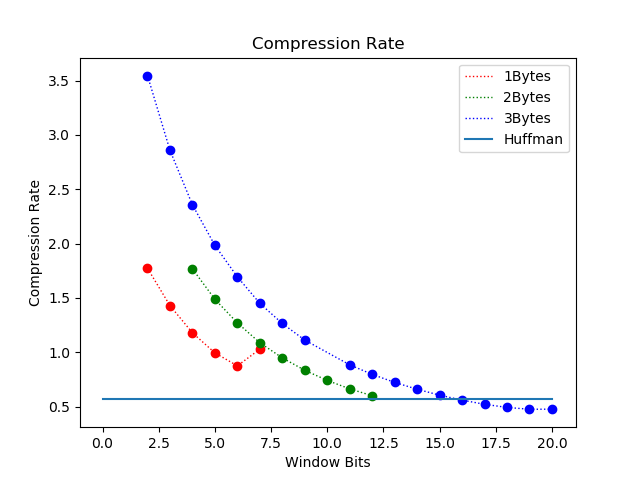 Compression Rate
1Bytes
2Bytes
3Bytes
Huffman
Compression Rate
3.5
3.0
2.5
2.0
1.5
1.0
0.5
0.0 2.5 5.0 7.5 10.0 12.5 15.0 17.5 20.0
Window Bits